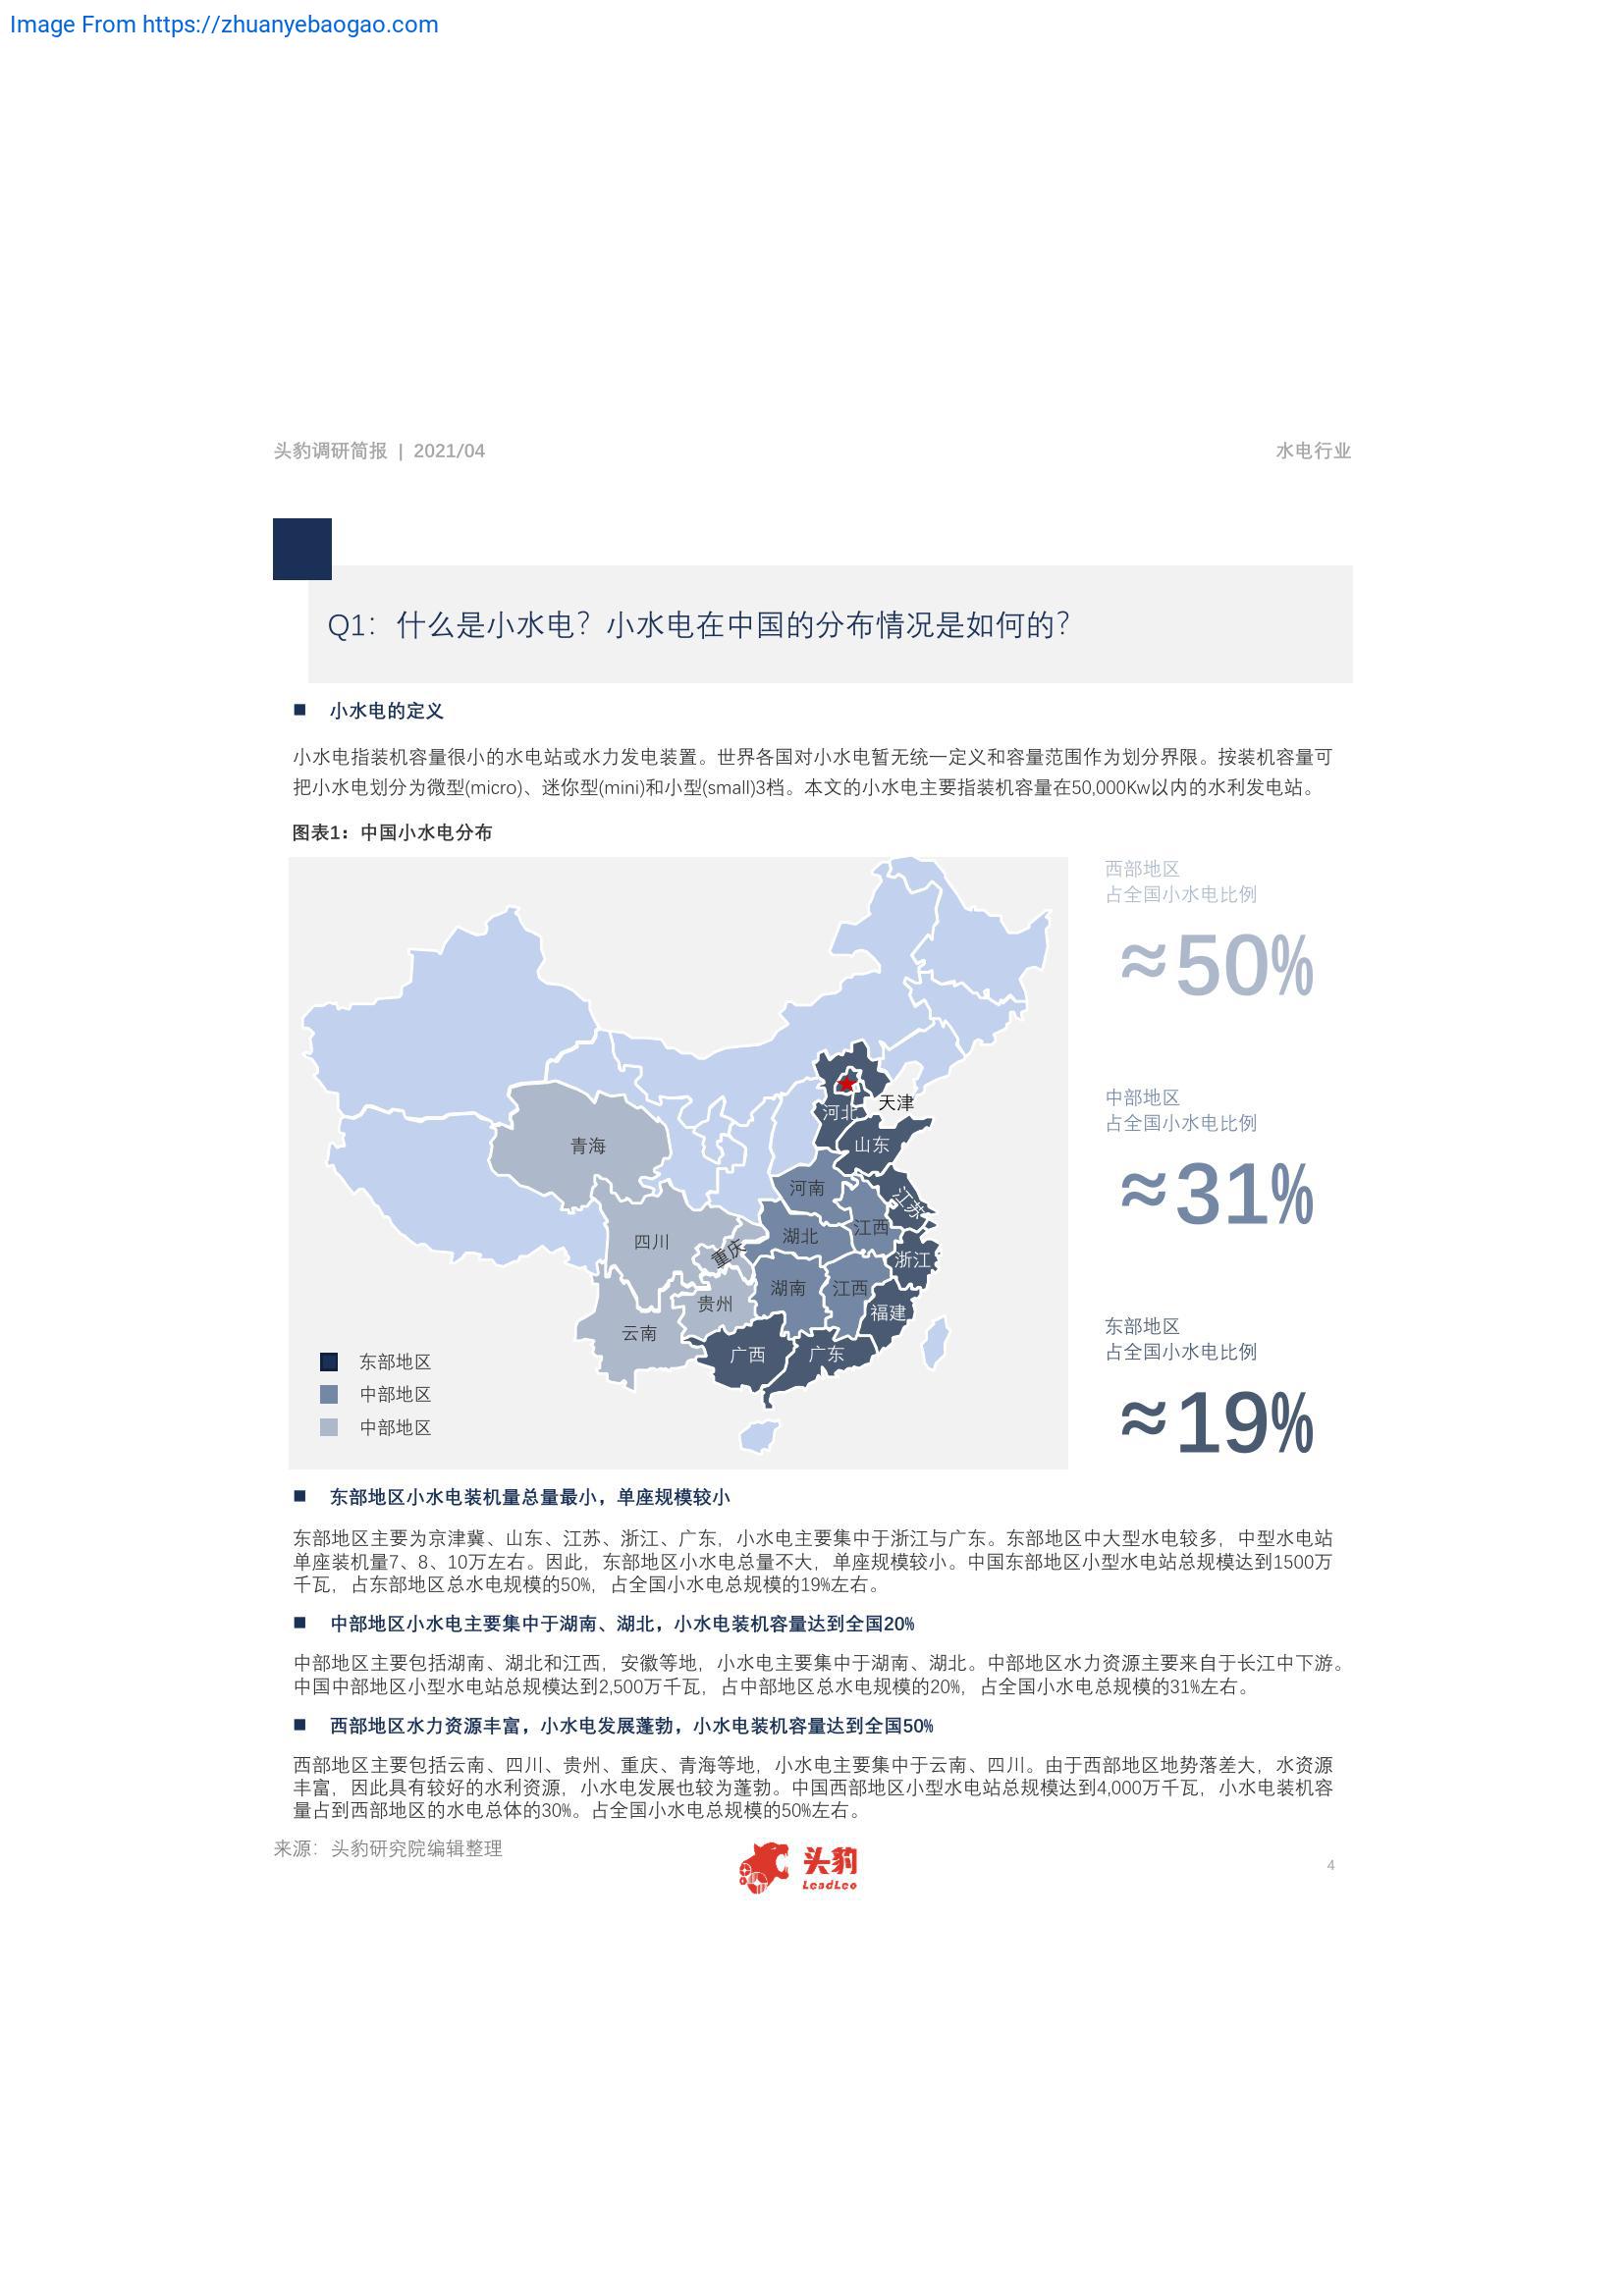 Image From https://zhuanyebaogao.com
头豹调研简报 | 2021/04
水电行业
Q1：什么是小水电？小水电在中国的分布情况是如何的？
■ 小水电的定义
小水电指装机容量很小的水电站或水力发电装置。世界各国对小水电暂无统一定义和容量范围作为划分界限。按装机容量可
把小水电划分为微型(micro)、迷你型(mini)和小型(small)3档。本文的小水电主要指装机容量在50,000Kw以内的水利发电站。
图表1：中国小水电分布
西部地区
占全国小水电比例
≈50%
中部地区
占全国小水电比例
≈31%
东部地区
占全国小水电比例
≈19%
天津
河北
山东
青海
河南
江苏
江西
湖北
四川
重庆
浙江
湖南
江西
贵州
福建
云南
广西
广东
东部地区
中部地区
中部地区
■ 东部地区小水电装机量总量最小，单座规模较小
东部地区主要为京津冀、山东、江苏、浙江、广东，小水电主要集中于浙江与广东。东部地区中大型水电较多，中型水电站
单座装机量7、8、10万左右。因此，东部地区小水电总量不大，单座规模较小。中国东部地区小型水电站总规模达到1500万
千瓦，占东部地区总水电规模的50%，占全国小水电总规模的19%左右。
■ 中部地区小水电主要集中于湖南、湖北，小水电装机容量达到全国20%
中部地区主要包括湖南、湖北和江西，安徽等地，小水电主要集中于湖南、湖北。中部地区水力资源主要来自于长江中下游。
中国中部地区小型水电站总规模达到2,500万千瓦，占中部地区总水电规模的20%，占全国小水电总规模的31%左右。
■ 西部地区水力资源丰富，小水电发展蓬勃，小水电装机容量达到全国50%
西部地区主要包括云南、四川、贵州、重庆、青海等地，小水电主要集中于云南、四川。由于西部地区地势落差大，水资源
丰富，因此具有较好的水利资源，小水电发展也较为蓬勃。中国西部地区小型水电站总规模达到4,000万千瓦，小水电装机容
量占到西部地区的水电总体的30%。占全国小水电总规模的50%左右。
来源：头豹研究院编辑整理
头豹
LeadLeo
4